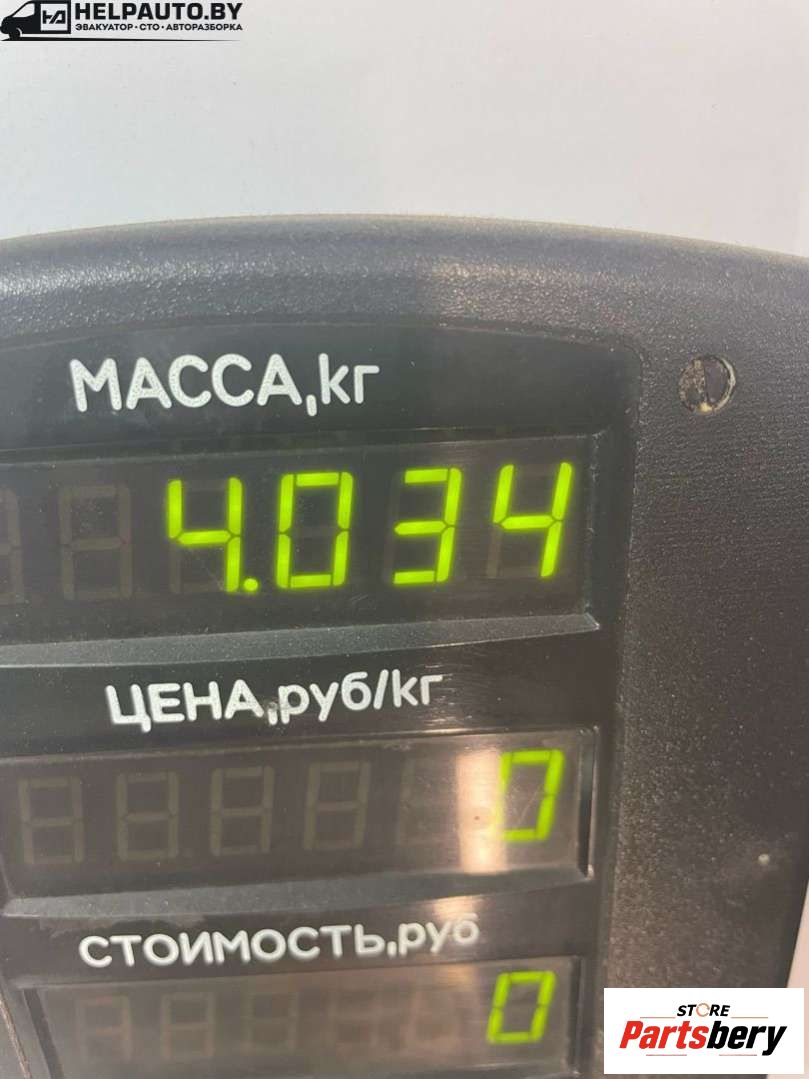 HELPAUTO.BY
ЭВАКУАТОР • СТО • АВТОРАЗБОРКА
МАССА,кг
4.034
ЦЕНА,руб/кг
0
СТОИМОСТЬ,руб
0
STORE
Partsbery